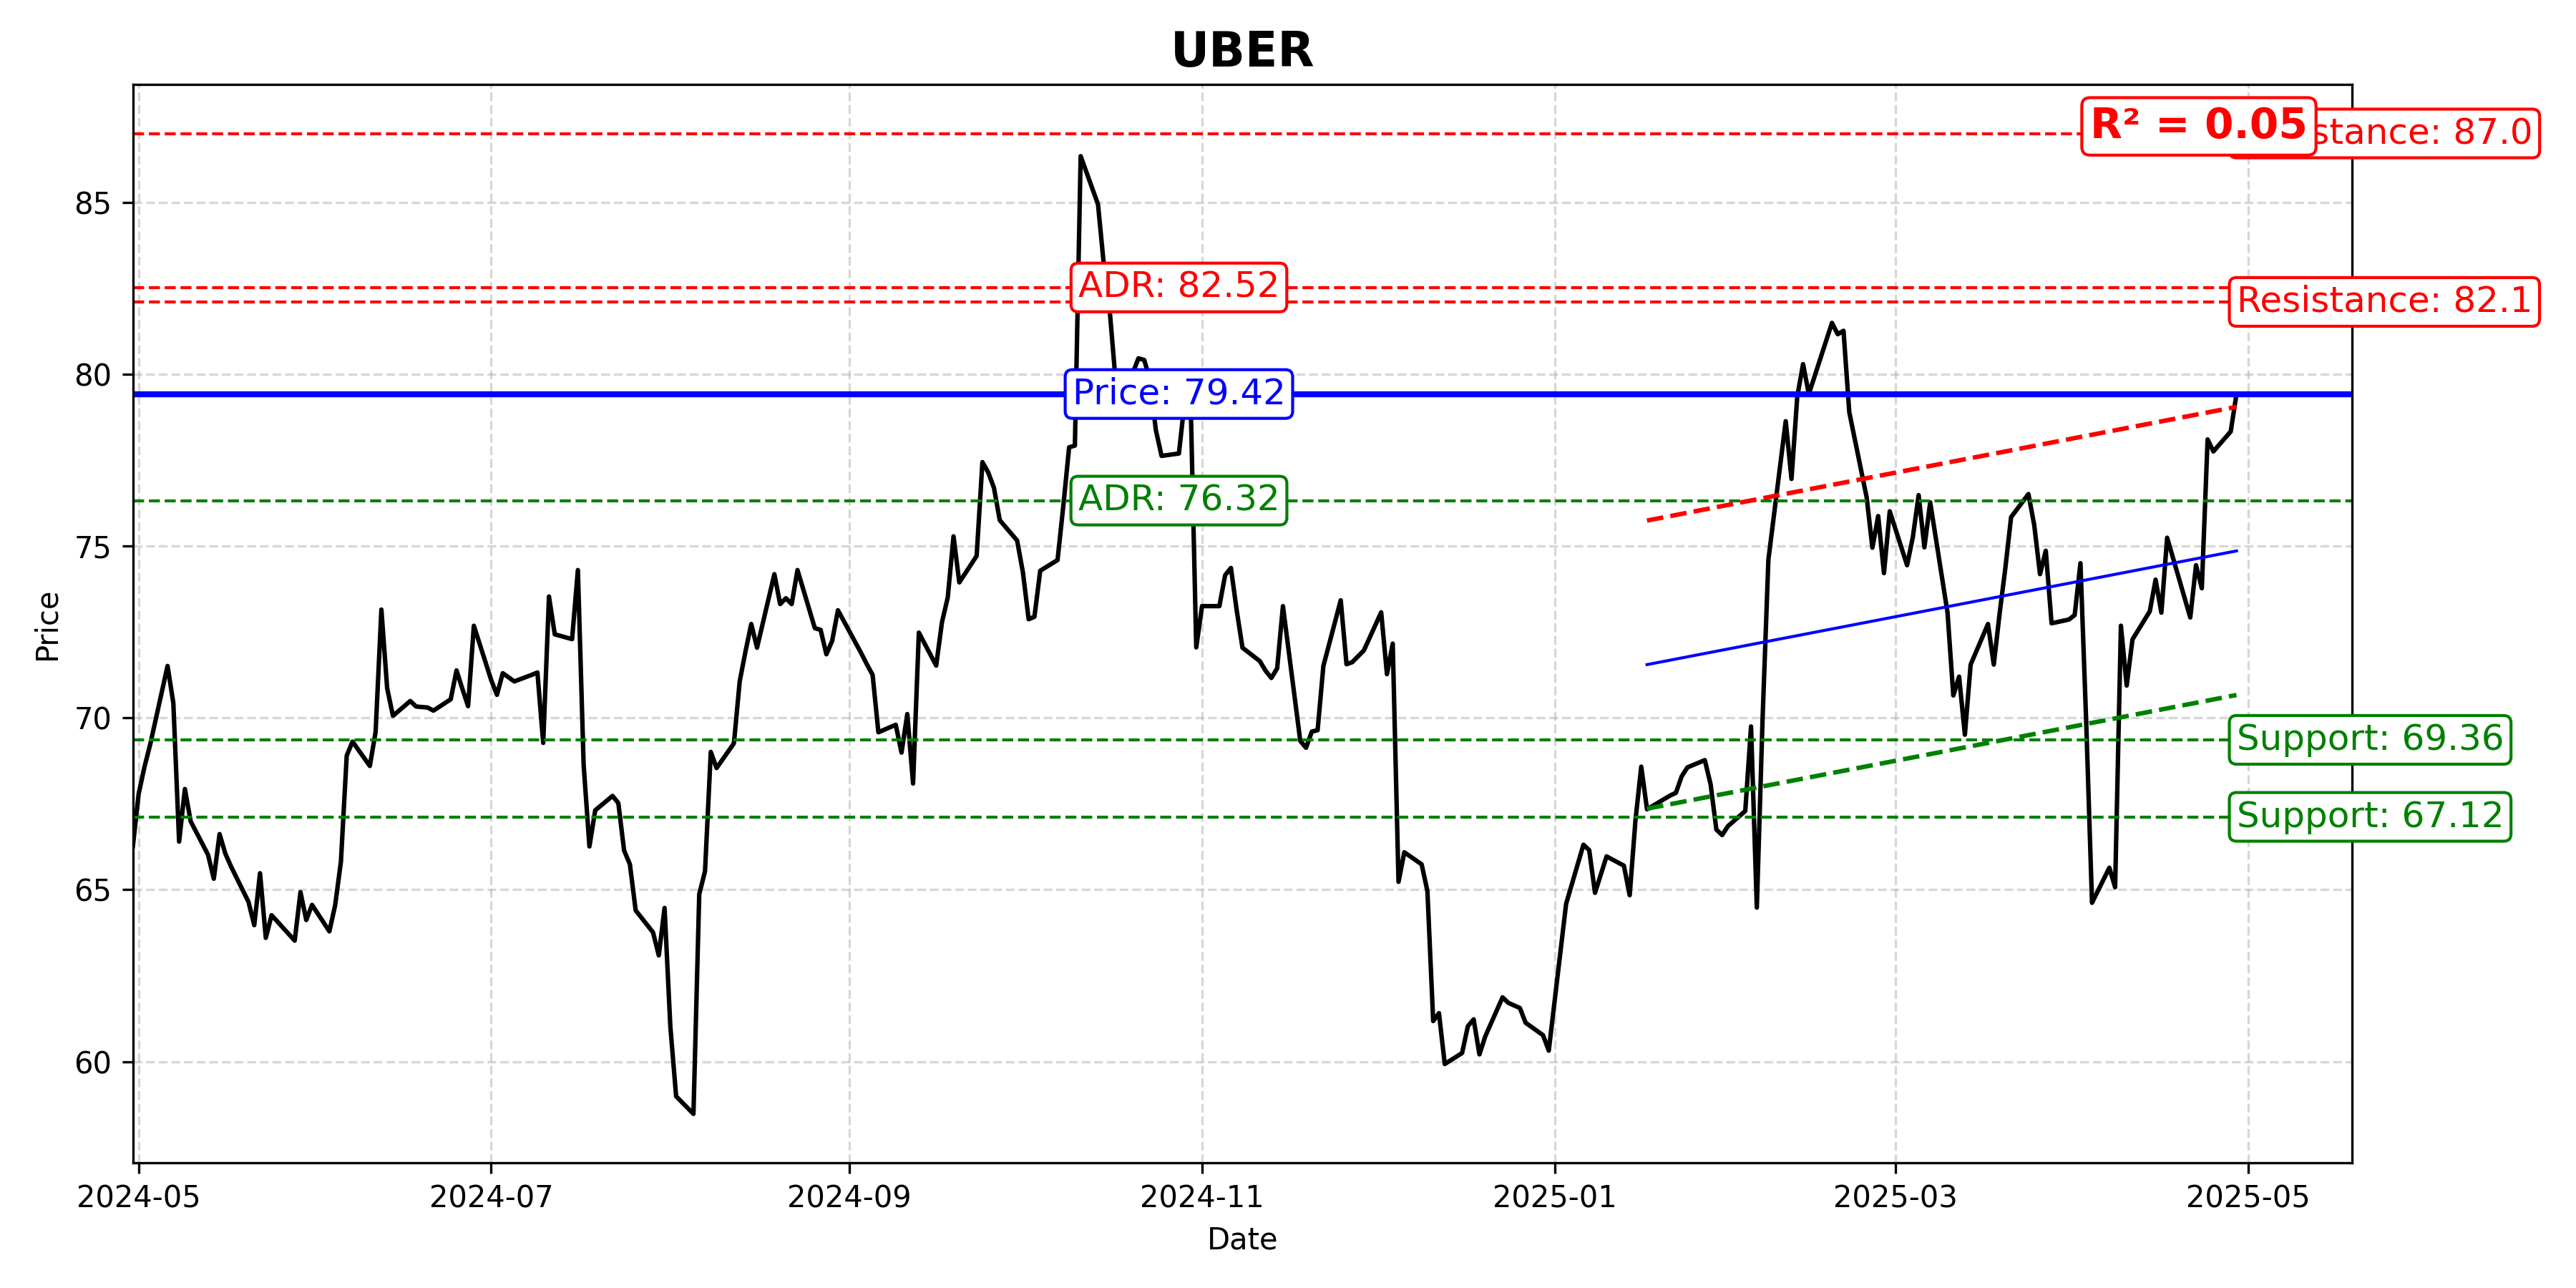 UBER
R² = 0.05
stance: 87.0
85
ADR: 82.52
Resistance: 82.1
80
Price: 79.42
ADR: 76.32
75
Price
70
Support: 69.36
Support: 67.12
65
60
2024-05 2024-07 2024-09 2024-11 2025-01 2025-03 2025-05
Date